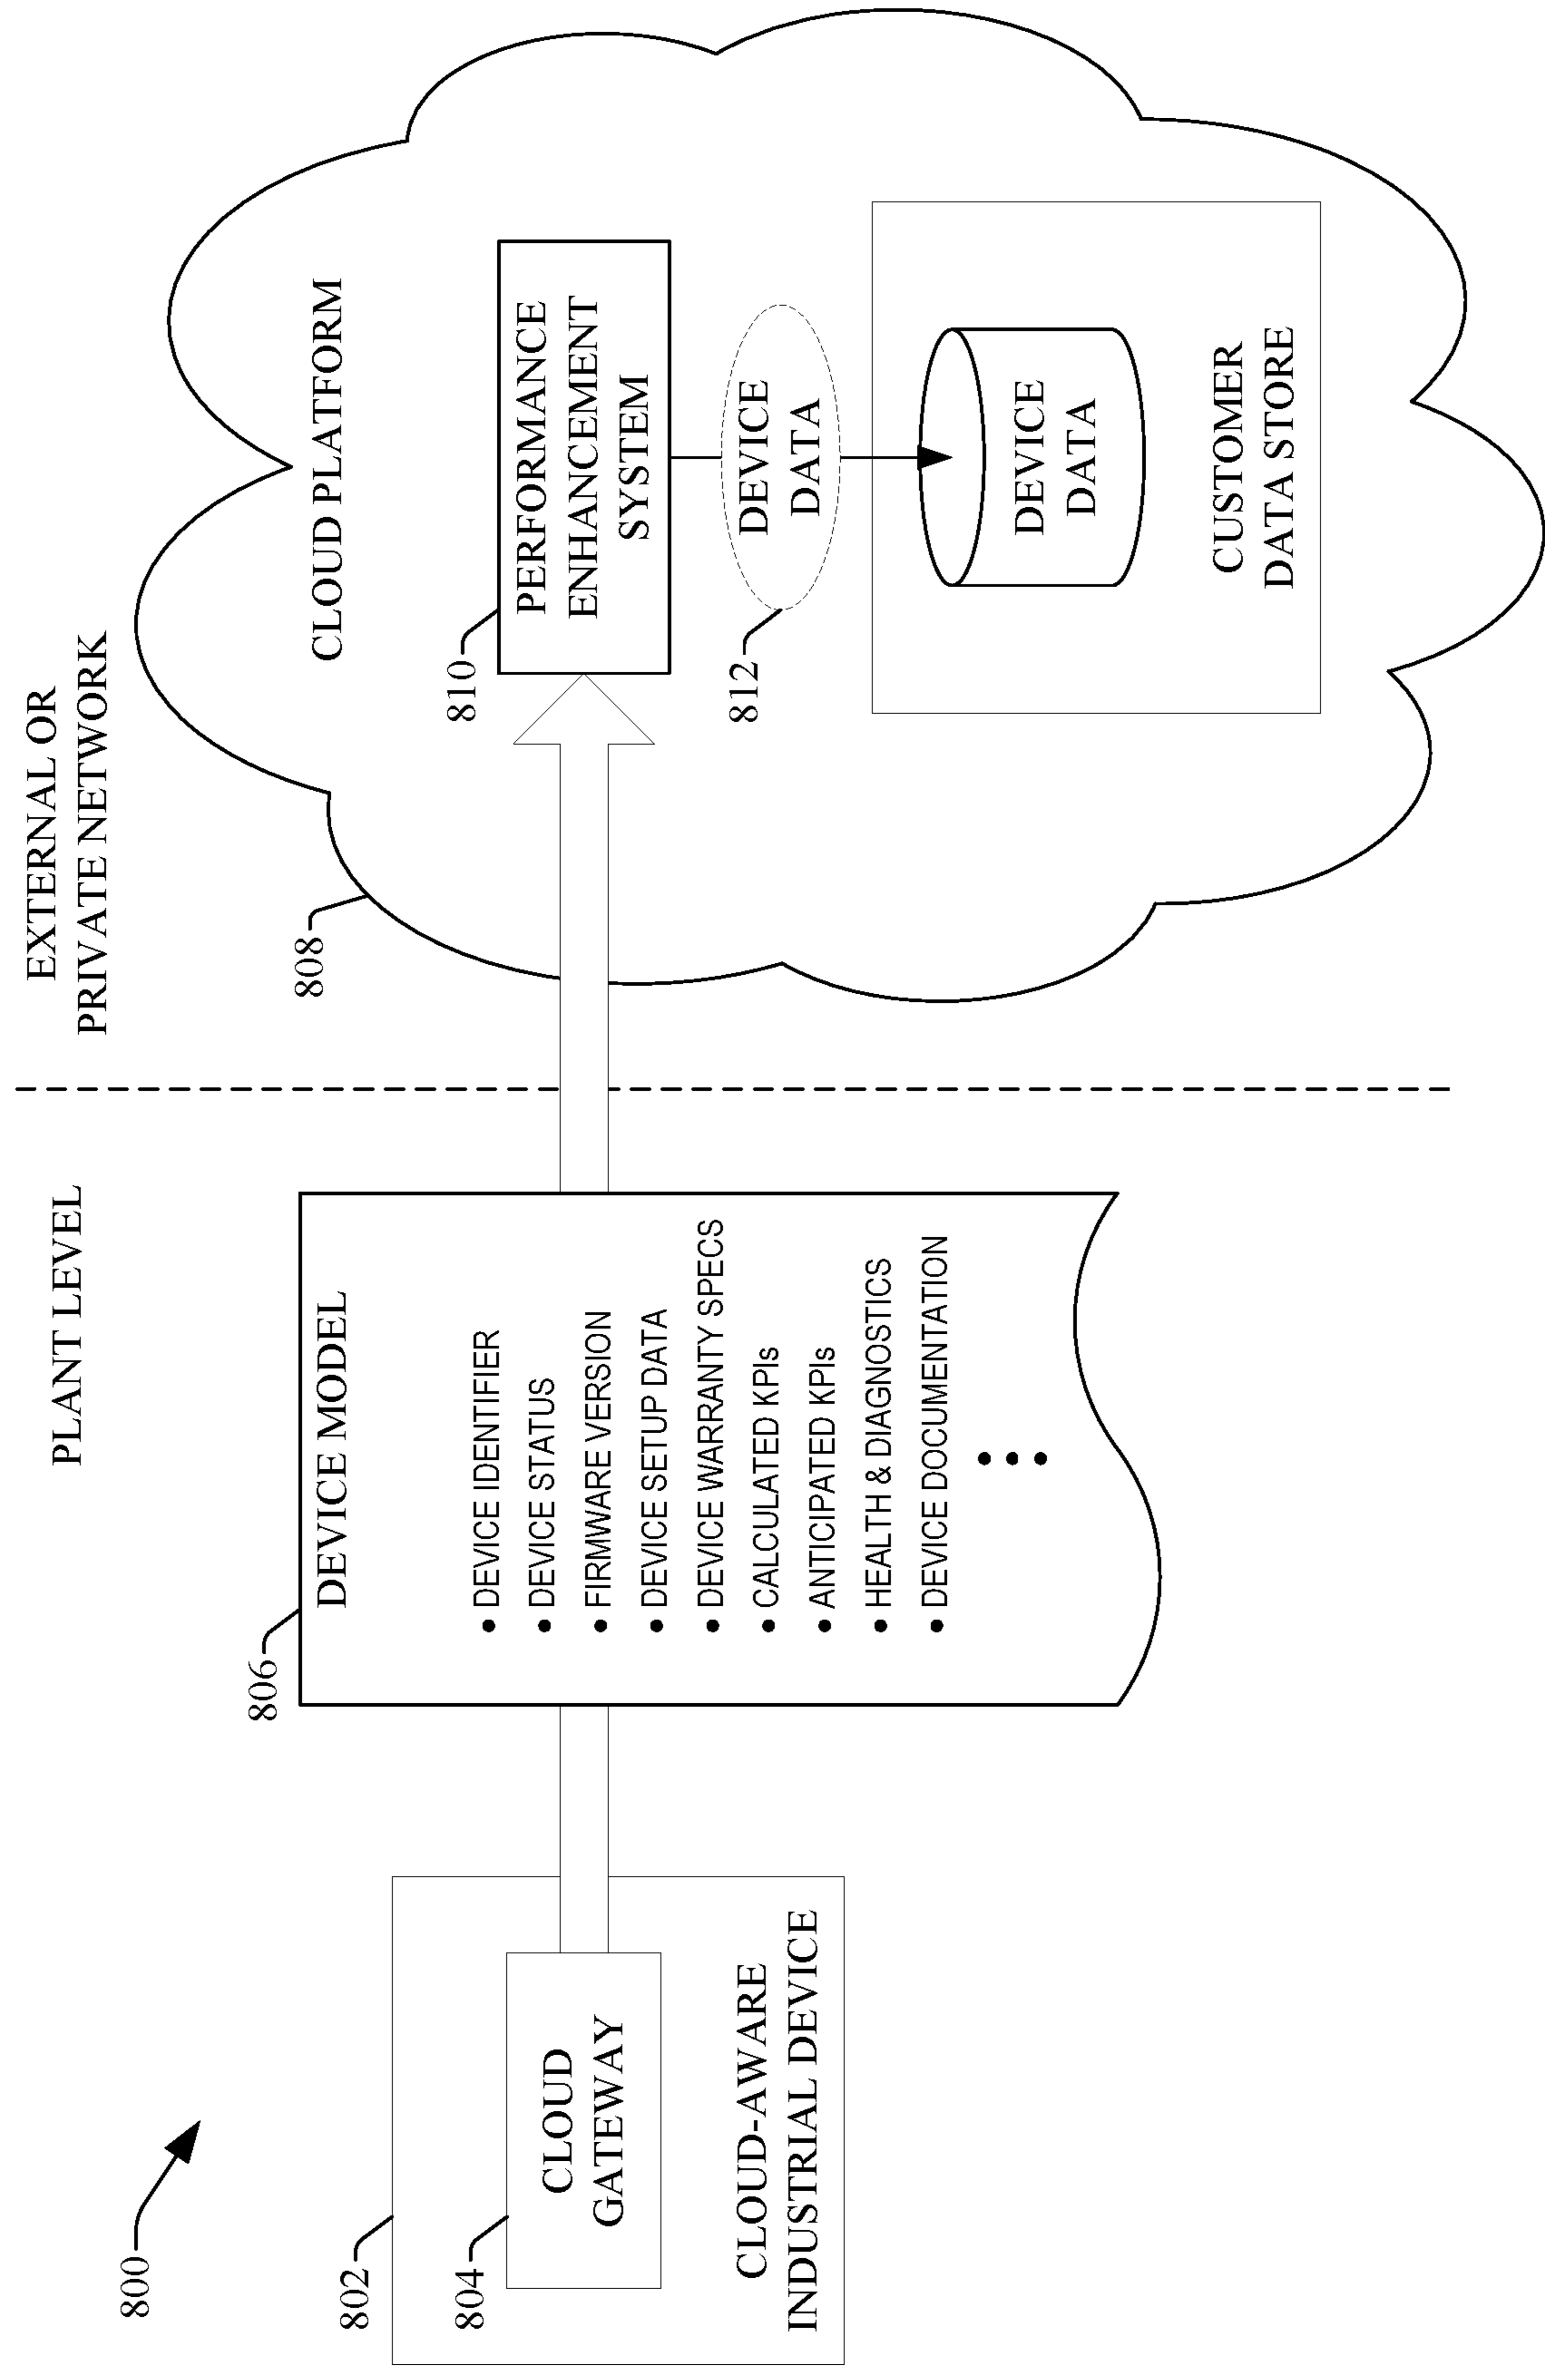 800
PLANT LEVEL
EXTERNAL OR
PRIVATE NETWORK
802
804
CLOUD
GATEWAY
CLOUD-AWARE
INDUSTRIAL DEVICE
806
DEVICE MODEL
• DEVICE IDENTIFIER
• DEVICE STATUS
• FIRMWARE VERSION
• DEVICE SETUP DATA
• DEVICE WARRANTY SPECS
• CALCULATED KPIs
• ANTICIPATED KPIs
• HEALTH & DIAGNOSTICS
• DEVICE DOCUMENTATION
808
CLOUD PLATFORM
810
PERFORMANCE
ENHANCEMENT
SYSTEM
812
DEVICE
DATA
DEVICE
DATA
CUSTOMER
DATA STORE